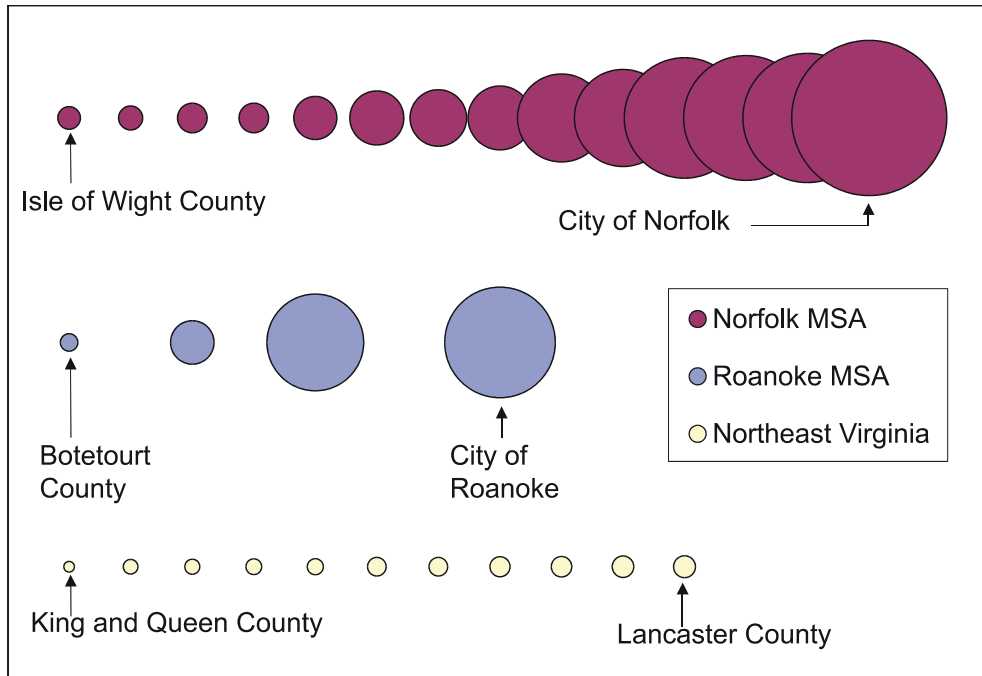 Isle of Wight County
City of Norfolk
Norfolk MSA
Roanoke MSA
Northeast Virginia
Botetourt
County
City of
Roanoke
King and Queen County
Lancaster County